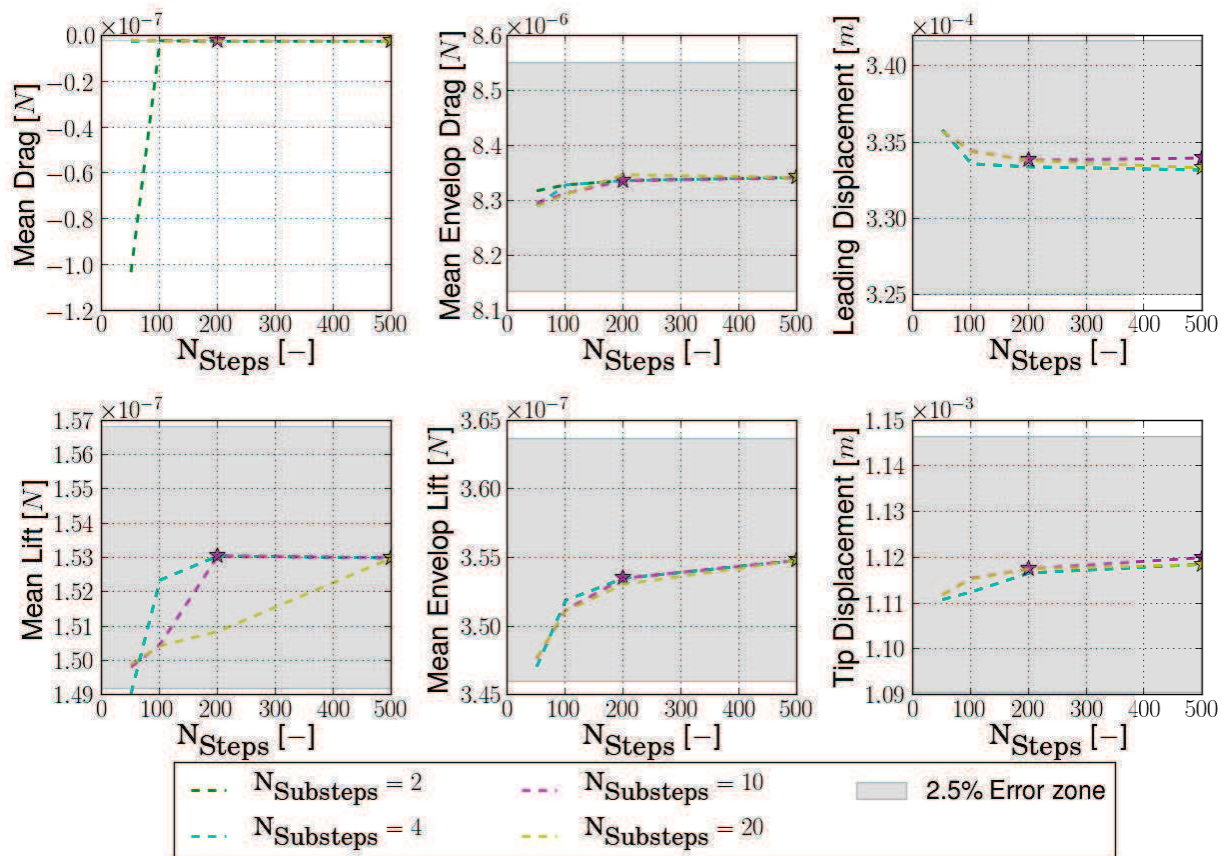 ×10⁻⁷
0.0
−0.2
−0.4
−0.6
−0.8
−1.0
−1.2
Mean Drag [N]
0 100 200 300 400 500
N_Steps [−]
×10⁻⁶
8.6
8.5
8.4
8.3
8.2
8.1
Mean Envelop Drag [N]
0 100 200 300 400 500
N_Steps [−]
×10⁻⁴
3.40
3.35
3.30
3.25
Leading Displacement [m]
0 100 200 300 400 500
N_Steps [−]
×10⁻⁷
1.57
1.56
1.55
1.54
1.53
1.52
1.51
1.50
1.49
Mean Lift [N]
0 100 200 300 400 500
N_Steps [−]
×10⁻⁷
3.65
3.60
3.55
3.50
3.45
Mean Envelop Lift [N]
0 100 200 300 400 500
N_Steps [−]
×10⁻³
1.15
1.14
1.13
1.12
1.11
1.10
1.09
Tip Displacement [m]
0 100 200 300 400 500
N_Steps [−]
N_Substeps = 2
N_Substeps = 4
N_Substeps = 10
N_Substeps = 20
2.5% Error zone